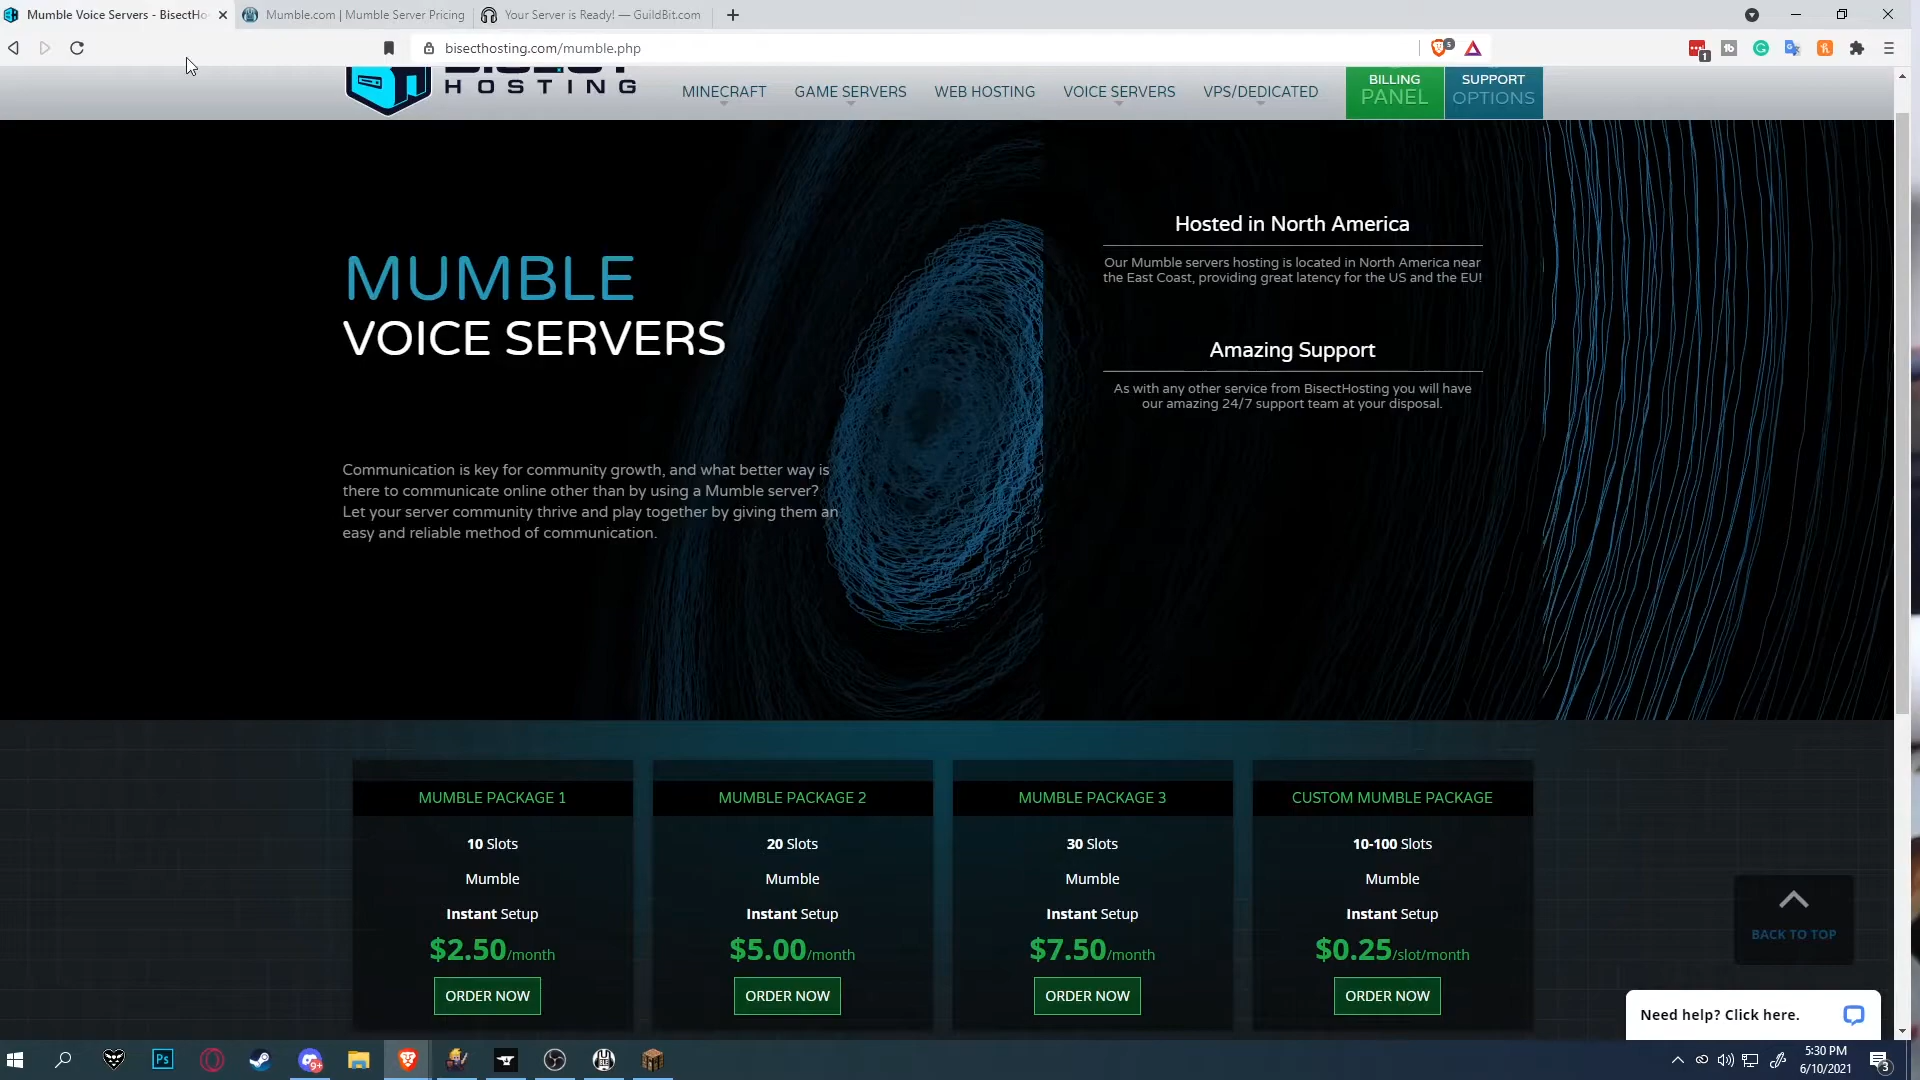 Mumble Voice Servers - BisectHo
Mumble.com | Mumble Server Pricing
Your Server is Ready! — GuildBit.com
bisecthosting.com/mumble.php
5
1
HOSTING
MINECRAFT
GAME SERVERS
WEB HOSTING
VOICE SERVERS
VPS/DEDICATED
BILLING
PANEL
SUPPORT
OPTIONS
MUMBLE
VOICE SERVERS
Communication is key for community growth, and what better way is
there to communicate online other than by using a Mumble server?
Let your server community thrive and play together by giving them an
easy and reliable method of communication.
Hosted in North America
Our Mumble servers hosting is located in North America near
the East Coast, providing great latency for the US and the EU!
Amazing Support
As with any other service from BisectHosting you will have
our amazing 24/7 support team at your disposal.
MUMBLE PACKAGE 1
10 Slots
Mumble
Instant Setup
$2.50/month
ORDER NOW
MUMBLE PACKAGE 2
20 Slots
Mumble
Instant Setup
$5.00/month
ORDER NOW
MUMBLE PACKAGE 3
30 Slots
Mumble
Instant Setup
$7.50/month
ORDER NOW
CUSTOM MUMBLE PACKAGE
10-100 Slots
Mumble
Instant Setup
$0.25/slot/month
ORDER NOW
BACK TO TOP
Need help? Click here.
Ps
9+
5:30 PM
6/10/2021
3